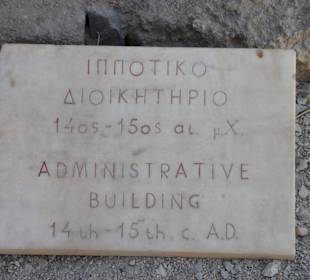 ΙΠΠΟΤΙΚΟ
ΔΙΟΙΚΗΤΗΡΙΟ
14ος-15ος αι. μΧ.
ADMINISTRATIVE
BUILDING
14th-15th. c. A.D.